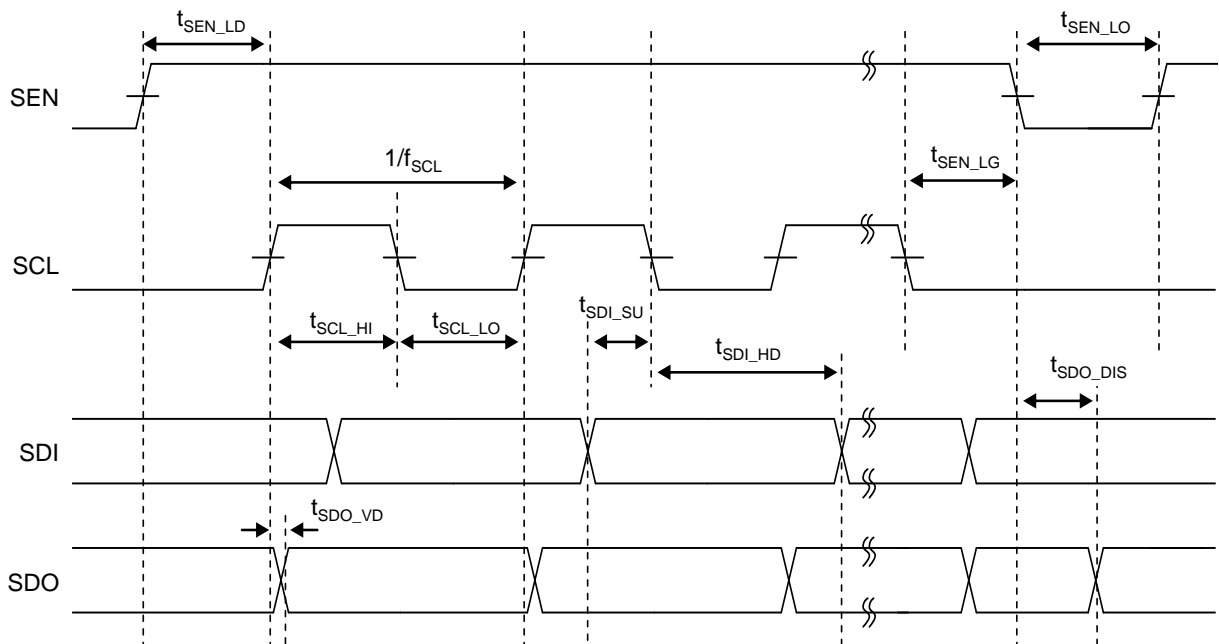 tSEN_LD
tSEN_LO
SEN
1/fSCL
tSEN_LG
SCL
tSDI_SU
tSCL_HI
tSCL_LO
tSDI_HD
tSDO_DIS
SDI
tSDO_VD
SDO